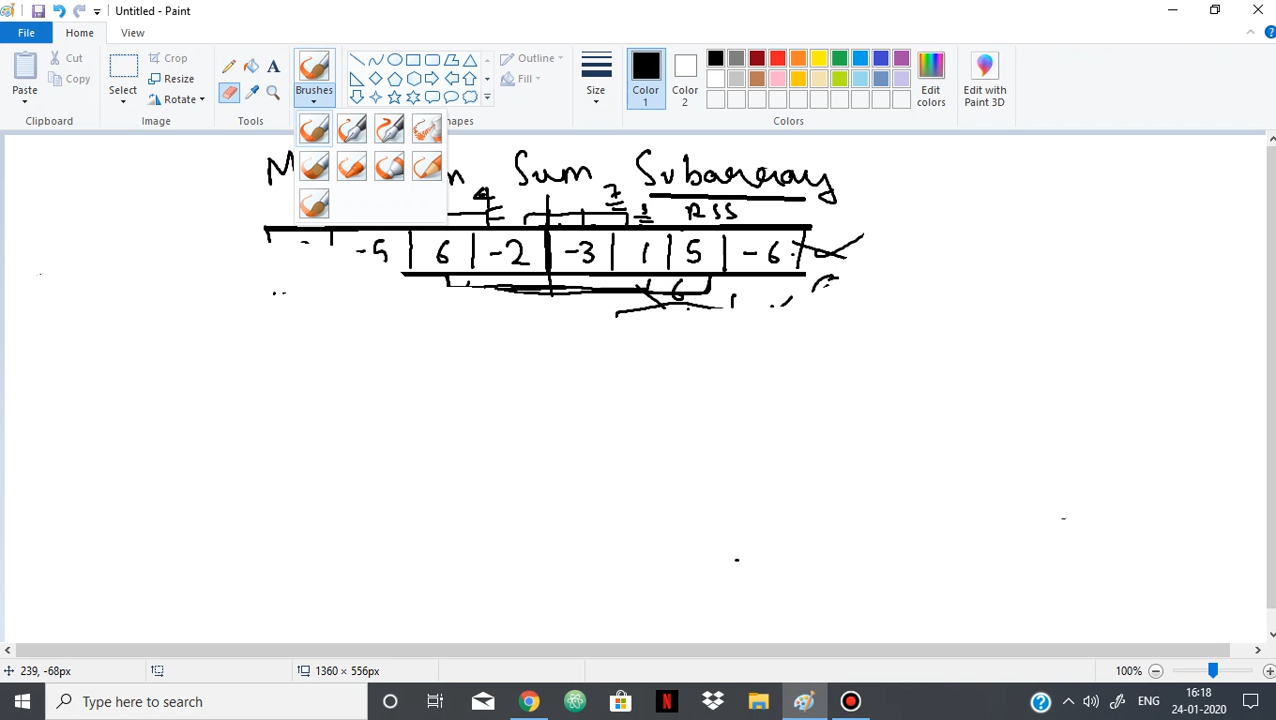 Untitled - Paint
File Home View
Paste
Cut
Copy
Clipboard
Select
Crop
Resize
Rotate
Image
Tools
Brushes
Outline
Fill
Size
Color 1
Color 2
Edit colors
Edit with Paint 3D
Colors
Sum Subarray
7
4
-5 6 -2 -3 1 5 -6
6
239, -68px
1360 × 556px
100%
Type here to search
ENG
16:18
24-01-2020